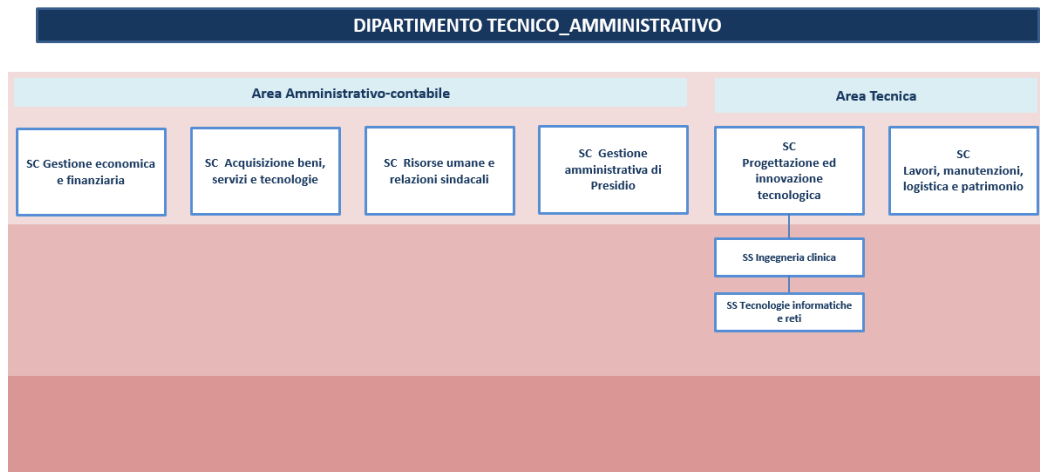 DIPARTIMENTO TECNICO_AMMINISTRATIVO
Area Amministrativo-contabile
Area Tecnica
SC Gestione economica
e finanziaria
SC Acquisizione beni,
servizi e tecnologie
SC Risorse umane e
relazioni sindacali
SC Gestione
amministrativa di
Presidio
SC
Progettazione ed
innovazione
tecnologica
SC
Lavori, manutenzioni,
logistica e patrimonio
SS Ingegneria clinica
SS Tecnologie informatiche
e reti